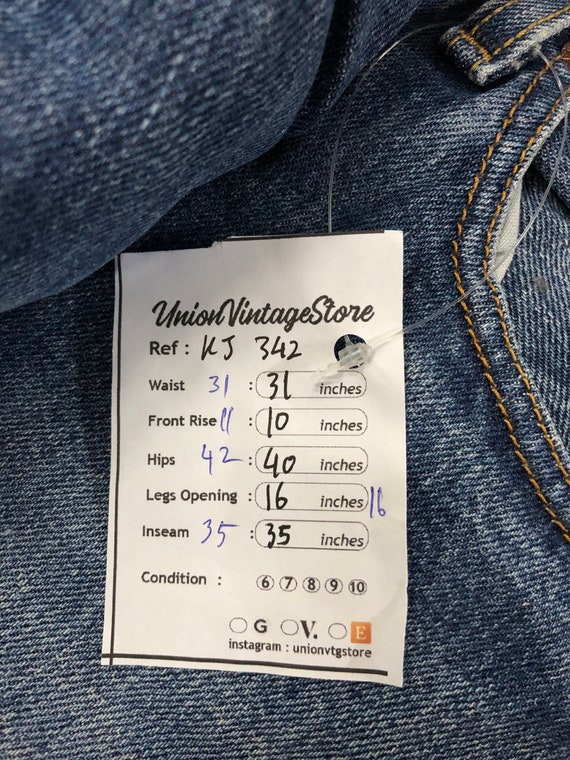 UnionVintageStore
Ref : KJ 342
Waist 31 : 31 inches
Front Rise 11 : 10 inches
Hips 42 : 40 inches
Legs Opening : 16 inches 16
Inseam 35 : 35 inches
Condition : 6 7 8 9 10
G V. E
instagram : unionvtgstore